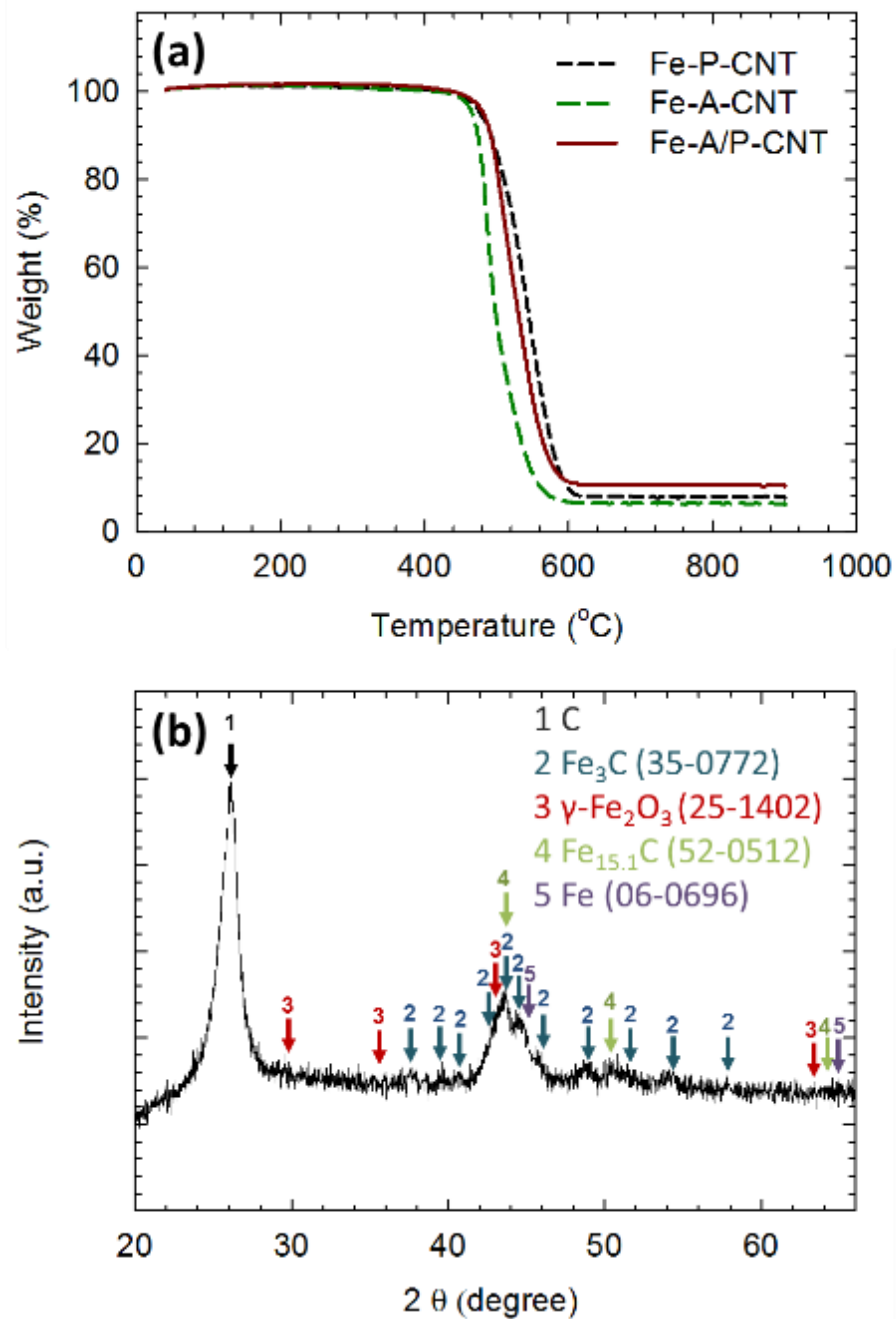 (a)
Fe-P-CNT
Fe-A-CNT
Fe-A/P-CNT
100
80
60
40
20
0
Weight (%)
0 200 400 600 800 1000
Temperature (°C)
(b)
1
1 C
2 Fe₃C (35-0772)
3 γ-Fe₂O₃ (25-1402)
4 Fe₁₅.₁C (52-0512)
5 Fe (06-0696)
4
3 2 2 5
3 3 2 2 2 2 2 2 4 2 2 2 3 4 5
Intensity (a.u.)
20 30 40 50 60
2 θ (degree)